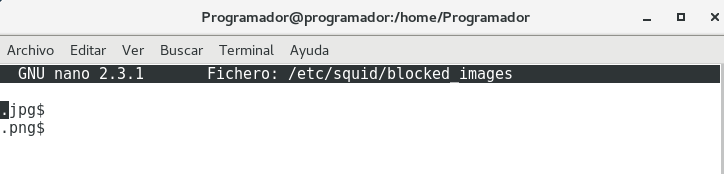 Programador@programador:/home/Programador
Archivo Editar Ver Buscar Terminal Ayuda
GNU nano 2.3.1 Fichero: /etc/squid/blocked_images
.jpg$
.png$